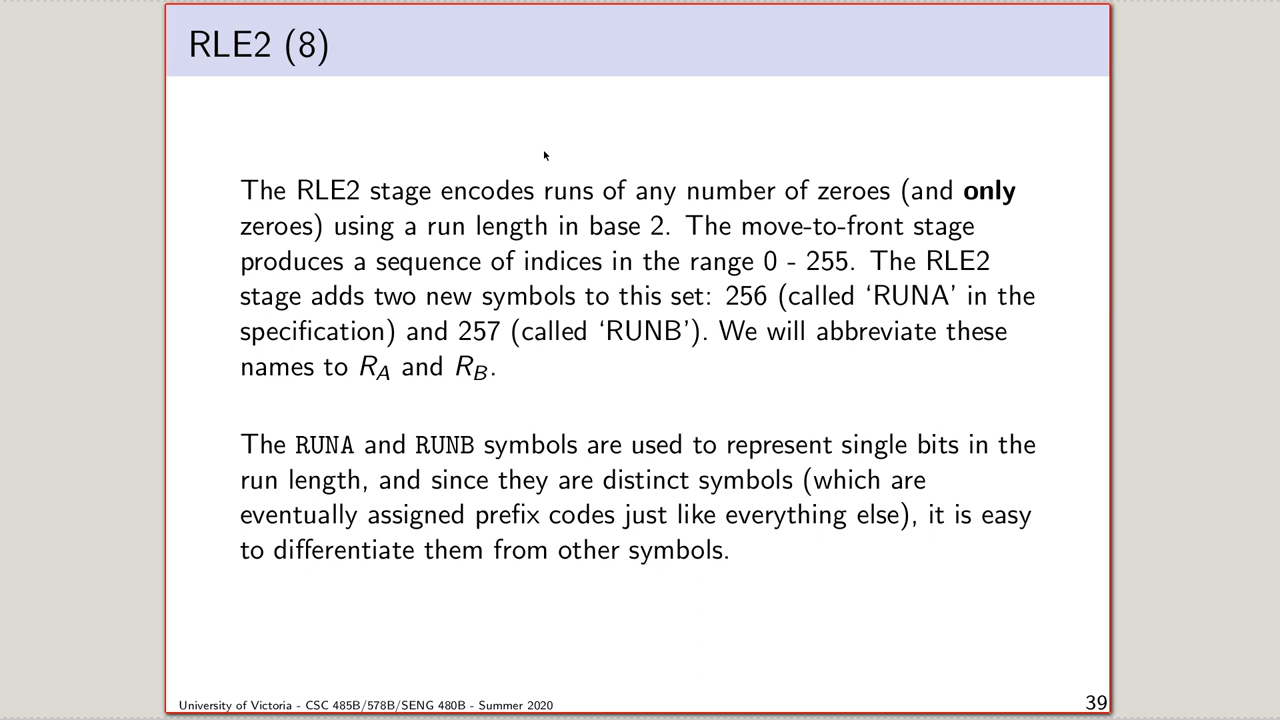 RLE2 (8)
The RLE2 stage encodes runs of any number of zeroes (and only
zeroes) using a run length in base 2. The move-to-front stage
produces a sequence of indices in the range 0 - 255. The RLE2
stage adds two new symbols to this set: 256 (called ‘RUNA’ in the
specification) and 257 (called ‘RUNB’). We will abbreviate these
names to R_A and R_B.
The RUNA and RUNB symbols are used to represent single bits in the
run length, and since they are distinct symbols (which are
eventually assigned prefix codes just like everything else), it is easy
to differentiate them from other symbols.
University of Victoria - CSC 485B/578B/SENG 480B - Summer 2020
39